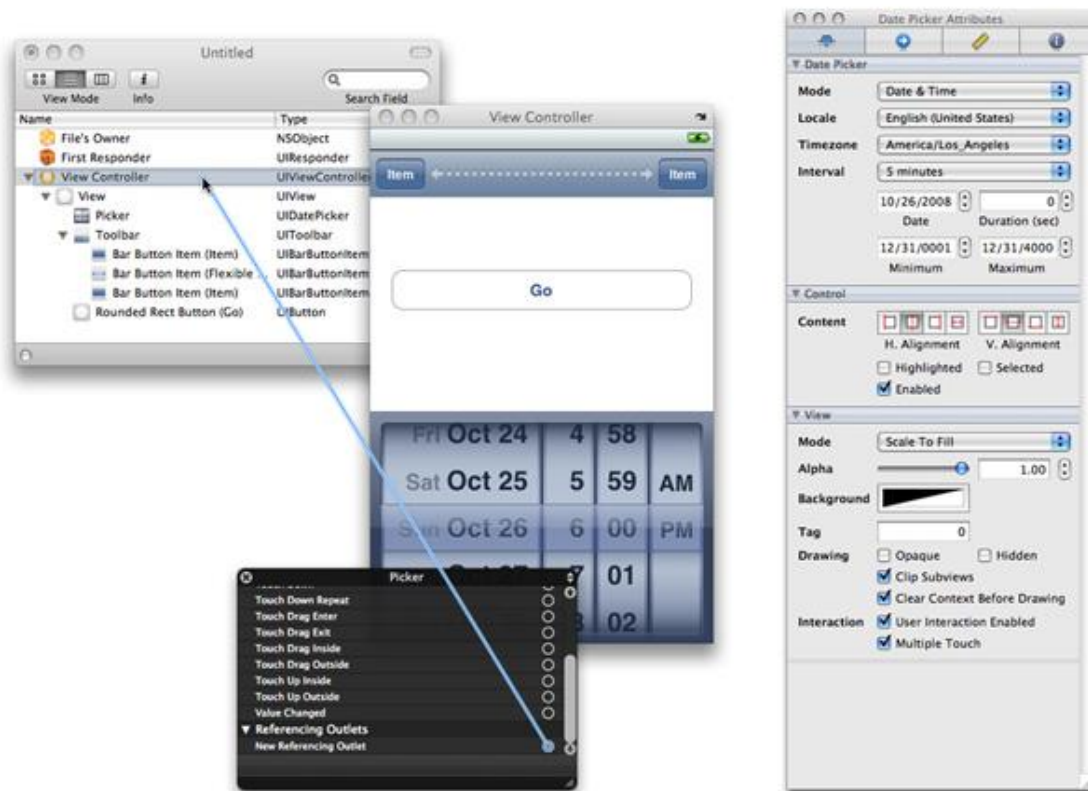 Untitled
View Mode
Info
Search Field
Name
Type
File's Owner
NSObject
First Responder
UIResponder
View Controller
UIViewController
View
UIView
Picker
UIDatePicker
Toolbar
UIToolbar
Bar Button Item (Item)
UIBarButtonItem
Bar Button Item (Flexible ...
UIBarButtonItem
Bar Button Item (Item)
UIBarButtonItem
Rounded Rect Button (Go)
UIButton
View Controller
Item
Item
Go
Fri Oct 24 4 58
Sat Oct 25 5 59 AM
Sun Oct 26 6 00 PM
01
02
Picker
Touch Down Repeat
Touch Drag Enter
Touch Drag Exit
Touch Drag Inside
Touch Drag Outside
Touch Up Inside
Touch Up Outside
Value Changed
Referencing Outlets
New Referencing Outlet
Date Picker Attributes
Date Picker
Mode Date & Time
Locale English (United States)
Timezone America/Los_Angeles
Interval 5 minutes
10/26/2008 0
Date Duration (sec)
12/31/0001 12/31/4000
Minimum Maximum
Control
Content
H. Alignment V. Alignment
Highlighted Selected
Enabled
View
Mode Scale To Fill
Alpha 1.00
Background
Tag 0
Drawing Opaque Hidden
Clip Subviews
Clear Context Before Drawing
Interaction User Interaction Enabled
Multiple Touch